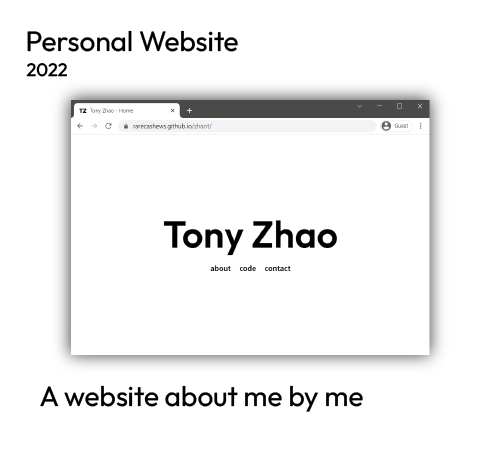 Personal Website
2022
TZ Tony Zhao - Home
rarecashews.github.io/zhaot/
Guest
Tony Zhao
about code contact
A website about me by me